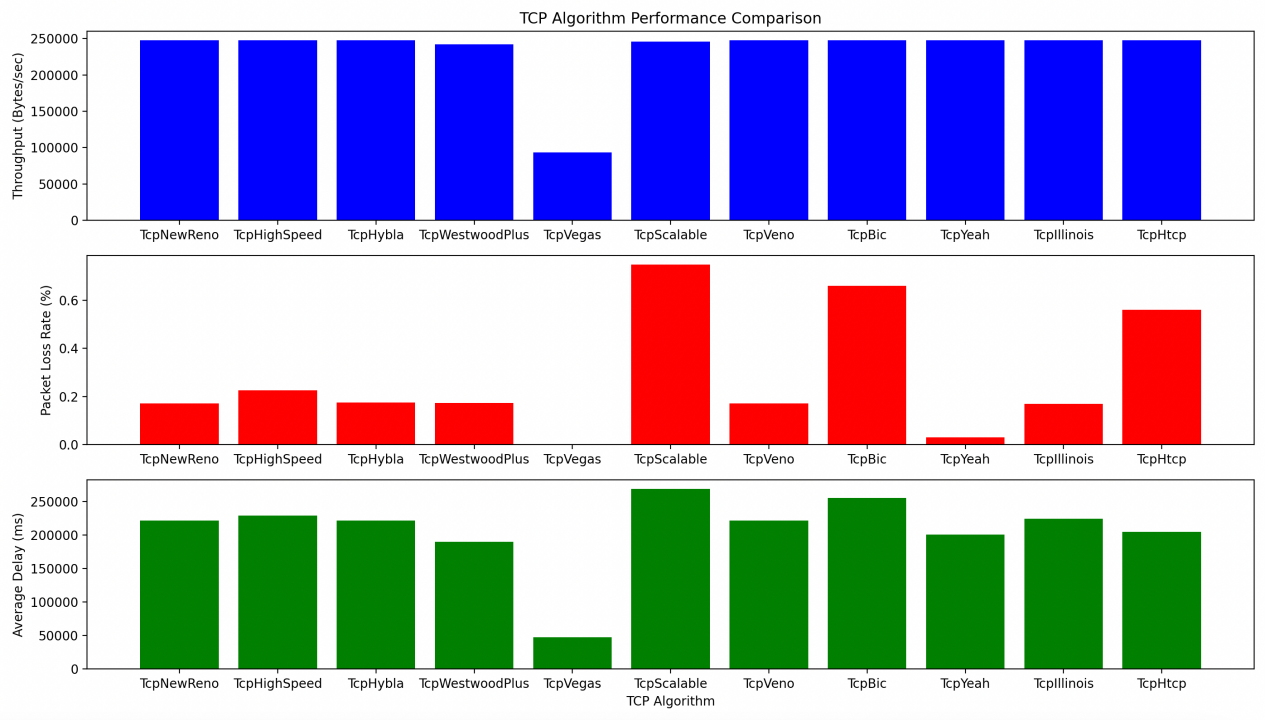 TCP Algorithm Performance Comparison
Throughput (Bytes/sec)
250000
200000
150000
100000
50000
0
TcpNewReno TcpHighSpeed TcpHybla TcpWestwoodPlus TcpVegas TcpScalable TcpVeno TcpBic TcpYeah TcpIllinois TcpHtcp
Packet Loss Rate (%)
0.6
0.4
0.2
0.0
TcpNewReno TcpHighSpeed TcpHybla TcpWestwoodPlus TcpVegas TcpScalable TcpVeno TcpBic TcpYeah TcpIllinois TcpHtcp
Average Delay (ms)
250000
200000
150000
100000
50000
0
TcpNewReno TcpHighSpeed TcpHybla TcpWestwoodPlus TcpVegas TcpScalable TcpVeno TcpBic TcpYeah TcpIllinois TcpHtcp
TCP Algorithm